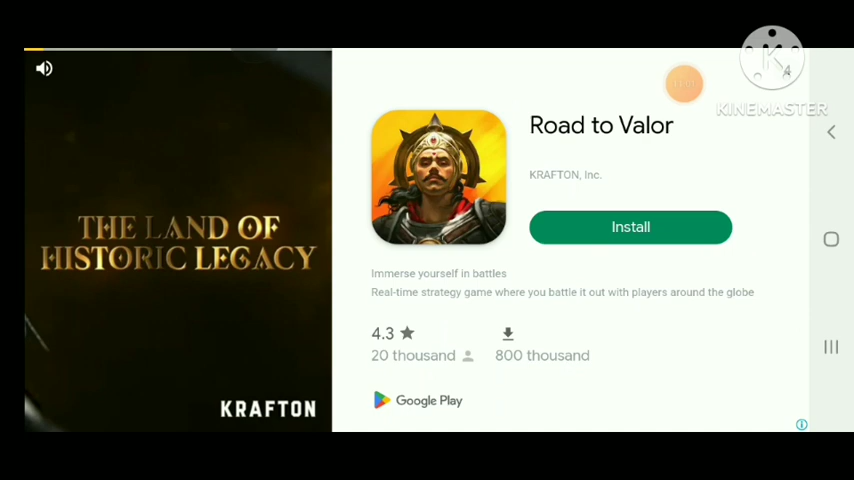 KINEMASTER
THE LAND OF
HISTORIC LEGACY
KRAFTON
Road to Valor
KRAFTON, Inc.
Install
Immerse yourself in battles
Real-time strategy game where you battle it out with players around the globe
4.3
20 thousand
800 thousand
Google Play